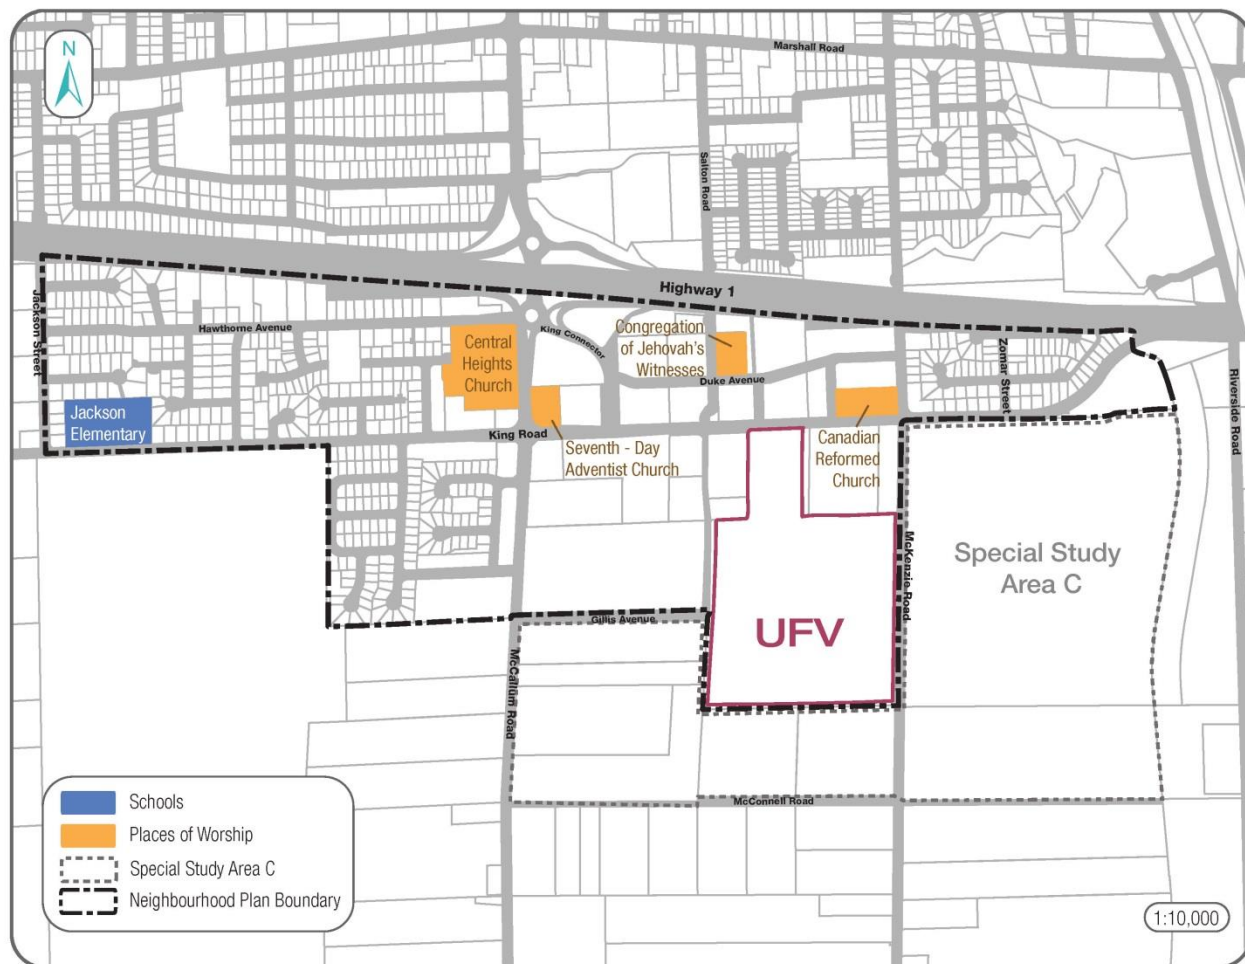 N
Marshall Road
Salton Road
Highway 1
Jackson Street
Hawthorne Avenue
King Connector
Central
Heights
Church
Congregation
of Jehovah's
Witnesses
Duke Avenue
Zomar Street
Riverside Road
Jackson
Elementary
King Road
Seventh - Day
Adventist Church
Canadian
Reformed
Church
McKenzie Road
Special Study
Area C
UFV
Gillis Avenue
McCallum Road
McConnell Road
Schools
Places of Worship
Special Study Area C
Neighbourhood Plan Boundary
1:10,000